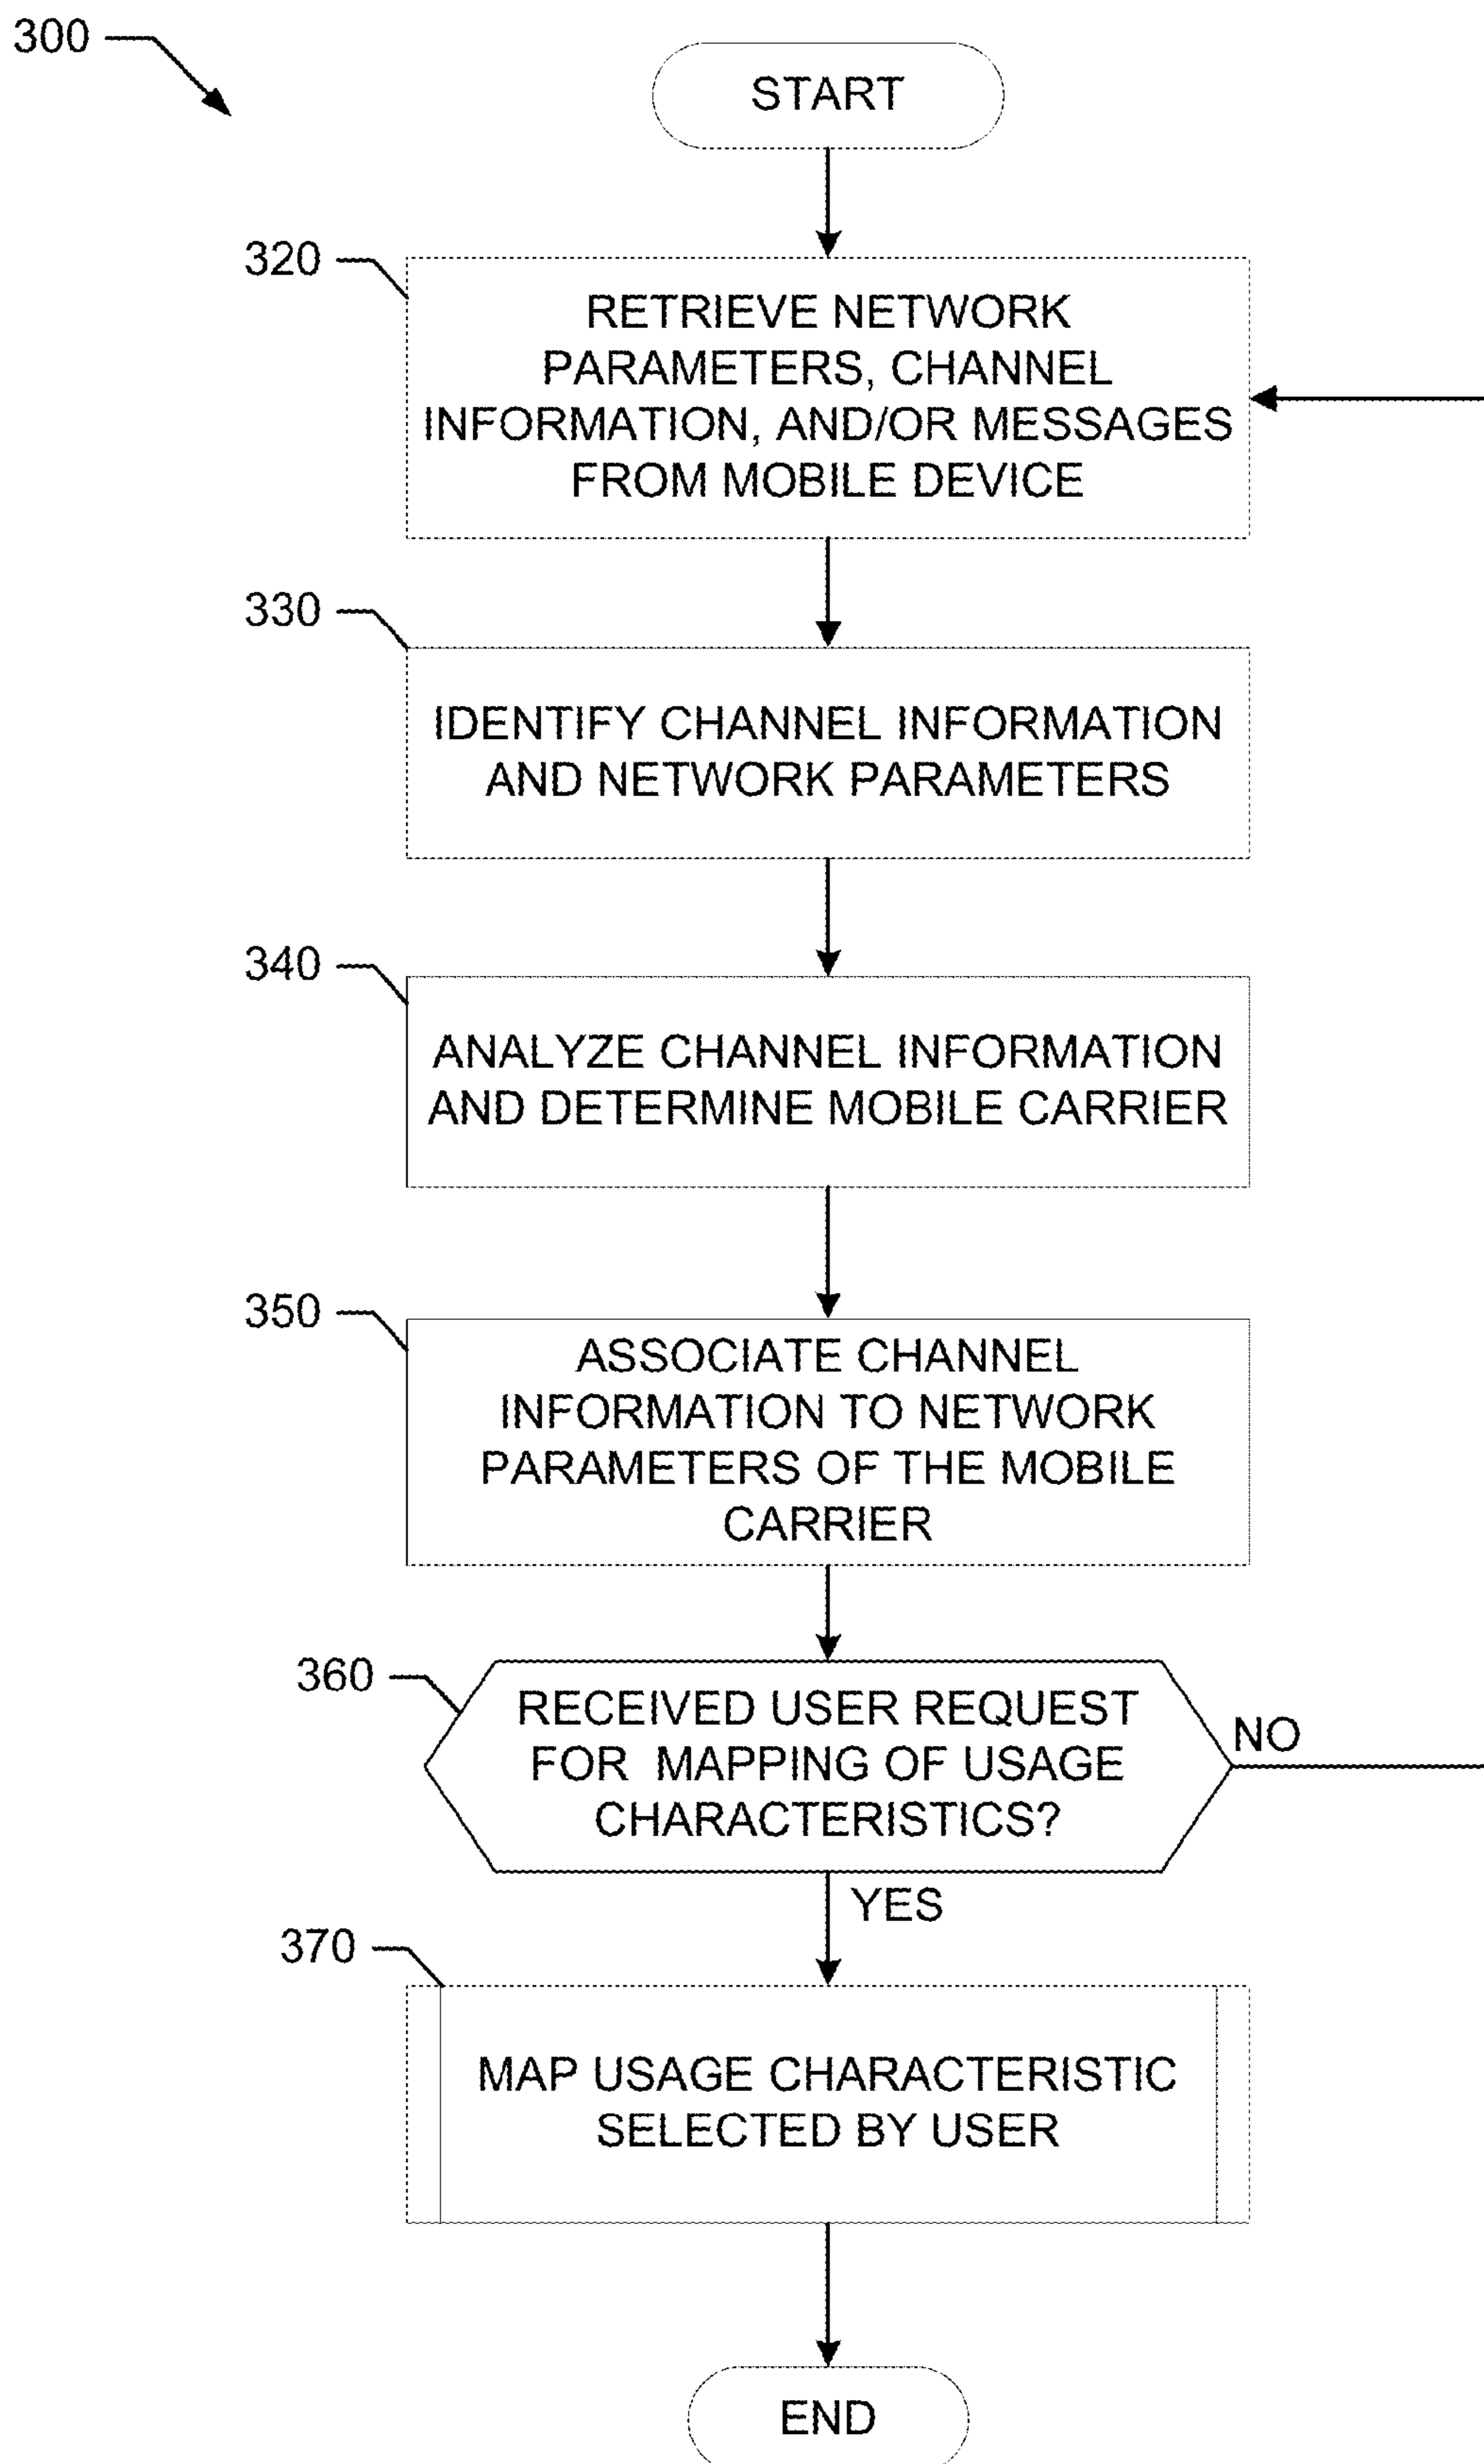 300
START
320
RETRIEVE NETWORK
PARAMETERS, CHANNEL
INFORMATION, AND/OR MESSAGES
FROM MOBILE DEVICE
330
IDENTIFY CHANNEL INFORMATION
AND NETWORK PARAMETERS
340
ANALYZE CHANNEL INFORMATION
AND DETERMINE MOBILE CARRIER
350
ASSOCIATE CHANNEL
INFORMATION TO NETWORK
PARAMETERS OF THE MOBILE
CARRIER
360
RECEIVED USER REQUEST
FOR MAPPING OF USAGE
CHARACTERISTICS?
NO
YES
370
MAP USAGE CHARACTERISTIC
SELECTED BY USER
END